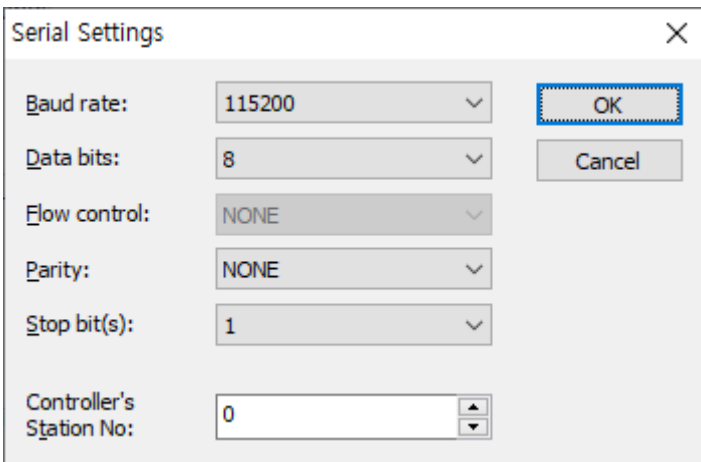 Serial Settings
Baud rate: 115200 OK
Data bits: 8 Cancel
Flow control: NONE
Parity: NONE
Stop bit(s): 1
Controller's
Station No: 0